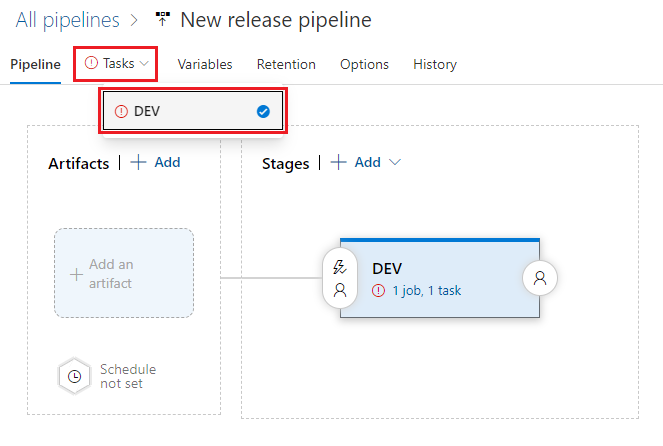 All pipelines > New release pipeline
Pipeline Tasks Variables Retention Options History
DEV
Artifacts | + Add
Stages | + Add
Add an
artifact
DEV
1 job, 1 task
Schedule
not set